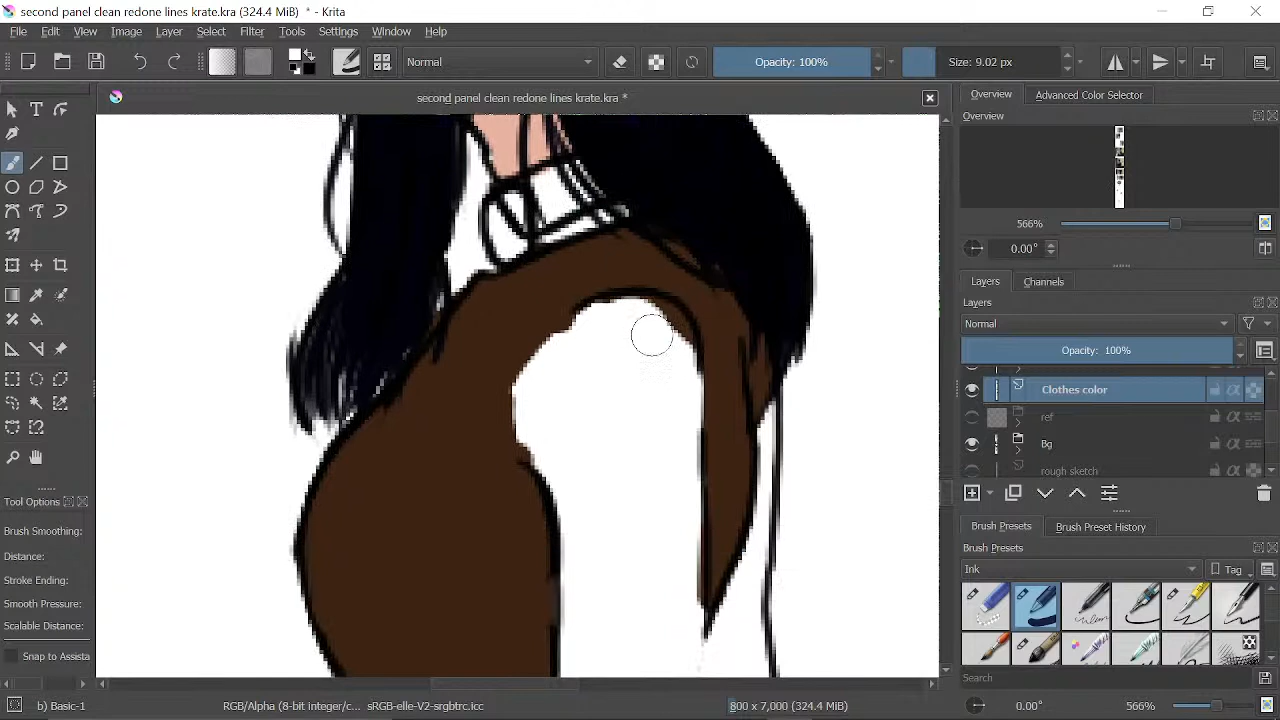 second panel clean redone lines krate.kra (324.4 MiB) * - Krita
File Edit View Image Layer Filter Select Tools Settings Window Help
Normal
Opacity: 100%
Size: 9.02 px
second panel clean redone lines krate.kra *
Overview
Advanced Color Selector
Overview
566%
0.00°
Layers
Channels
Layers
Normal
Opacity: 100%
Clothes color
ref
Bg
rough sketch
Brush Presets
Brush Preset History
Brush Presets
Ink
Tag
Search
Tool Options
Brush Smoothing:
Distance:
Stroke Ending:
Smooth Pressure:
Scalable Distance:
Snap to Assista
b) Basic-1
RGB/Alpha (8-bit integer/c... sRGB-elle-V2-srgbtrc.icc
800 x 7,000 (324.4 MiB)
0.00°
566%